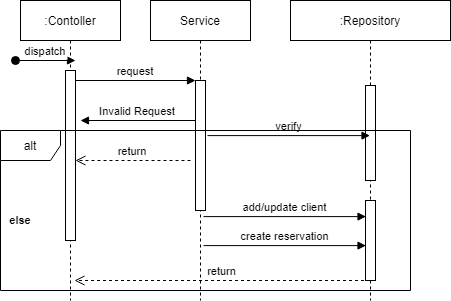 :Contoller
Service
:Repository
dispatch
request
Invalid Request
verify
alt
return
add/update client
else
create reservation
return